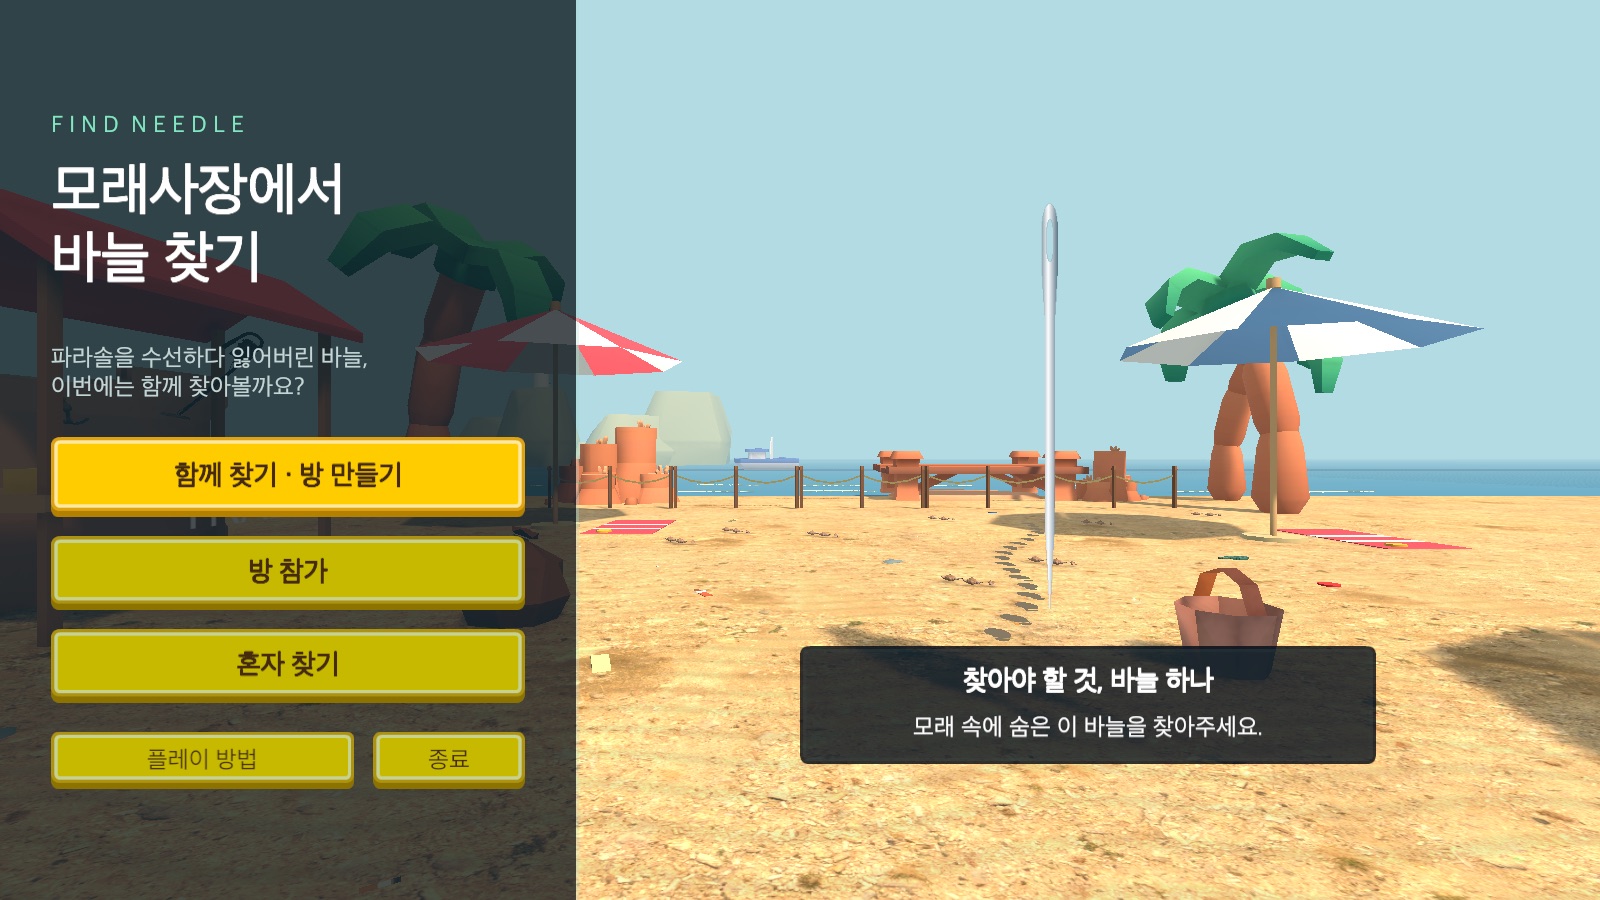 FIND NEEDLE
모래사장에서
바늘 찾기
파라솔을 수선하다 잃어버린 바늘,
이번에는 함께 찾아볼까요?
함께 찾기 · 방 만들기
방 참가
혼자 찾기
플레이 방법
종료
찾아야 할 것, 바늘 하나
모래 속에 숨은 이 바늘을 찾아주세요.